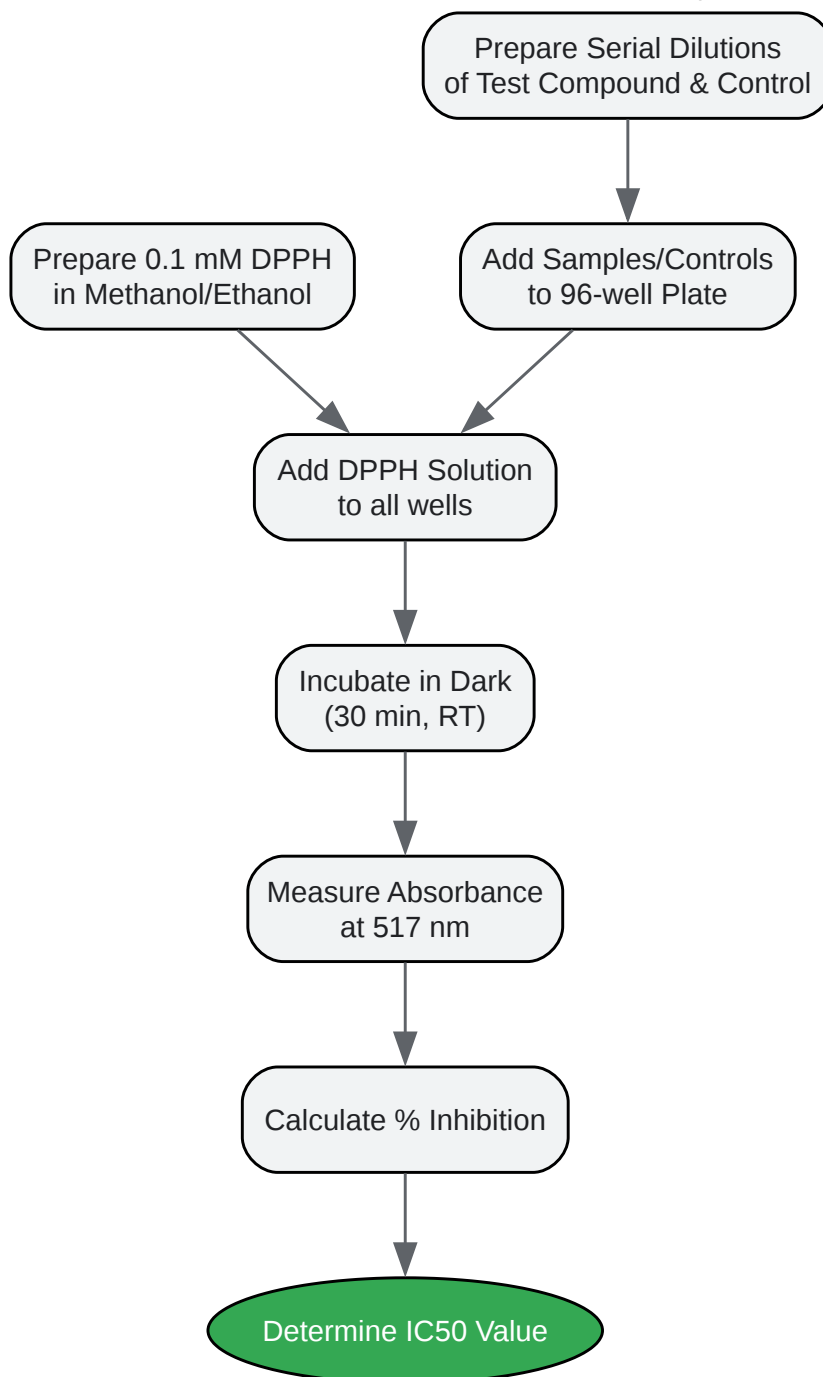 Prepare Serial Dilutions
of Test Compound & Control
Prepare 0.1 mM DPPH
in Methanol/Ethanol
Add Samples/Controls
to 96-well Plate
Add DPPH Solution
to all wells
Incubate in Dark
(30 min, RT)
Measure Absorbance
at 517 nm
Calculate % Inhibition
Determine IC50 Value